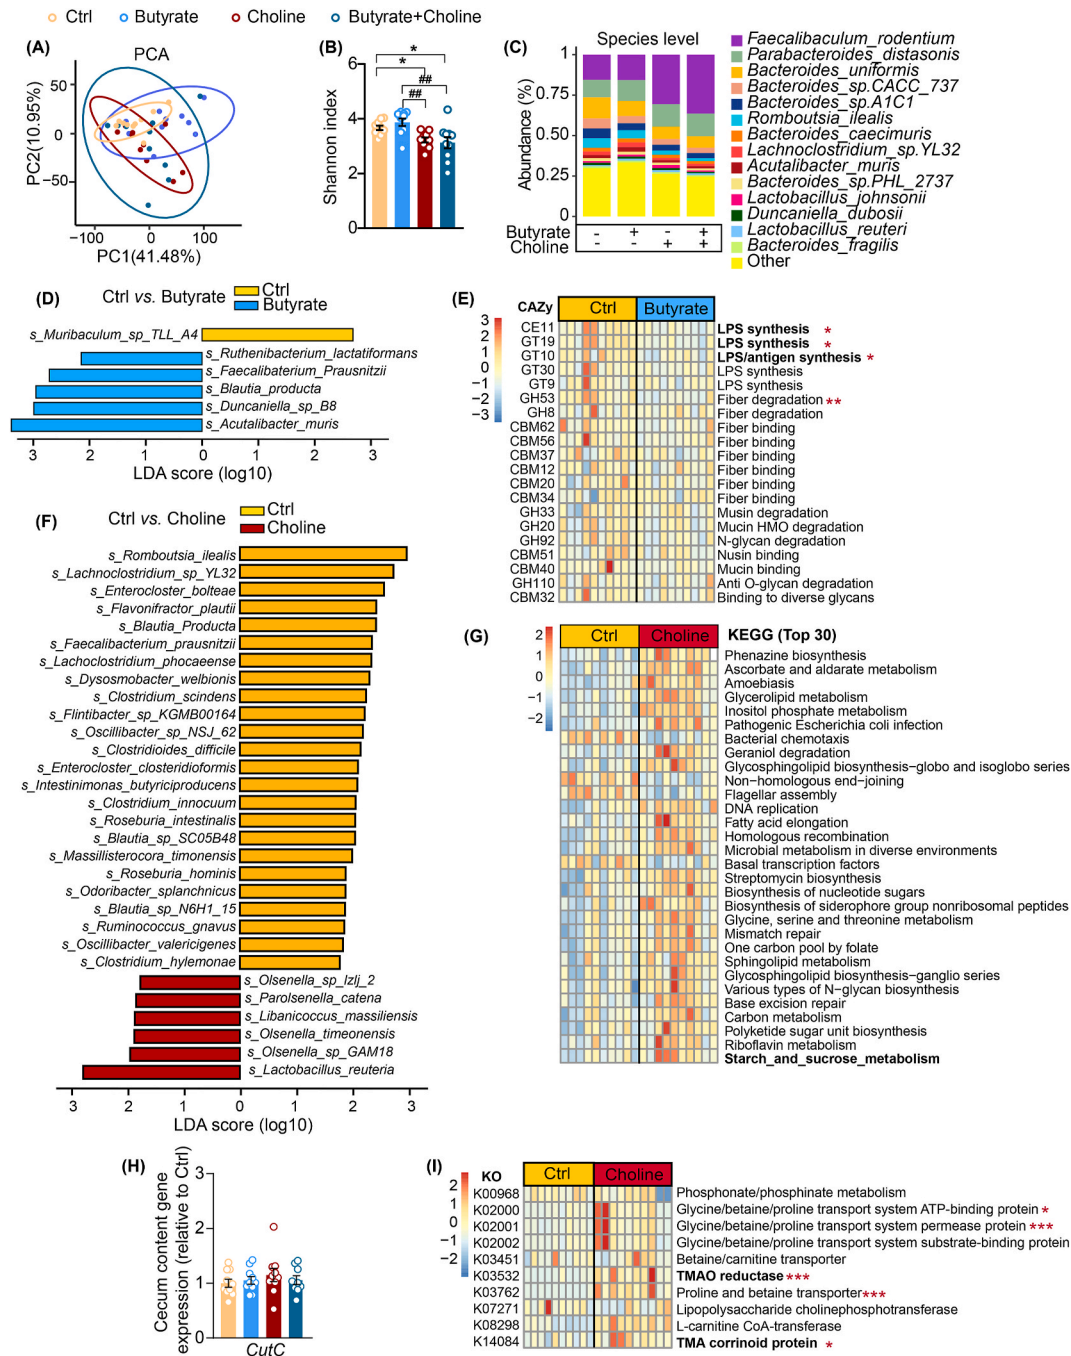 Ctrl Butyrate Choline Butyrate+Choline
(A)
PCA
PC2(10.95%)
50
0
−50
−100 0 100
PC1(41.48%)
(B)
Shannon index
6
4
2
0
*
*
##
##
(C)
Species level
Abundance (%)
1
0.75
0.50
0.25
0
Butyrate - + - +
Choline - - + +
Faecalibaculum_rodentium
Parabacteroides_distasonis
Bacteroides_uniformis
Bacteroides_sp.CACC_737
Bacteroides_sp.A1C1
Romboutsia_ilealis
Bacteroides_caecimuris
Lachnoclostridium_sp.YL32
Acutalibacter_muris
Bacteroides_sp.PHL_2737
Lactobacillus_johnsonii
Duncaniella_dubosii
Lactobacillus_reuteri
Bacteroides_fragilis
Other
(D)
Ctrl vs. Butyrate
Ctrl
Butyrate
s_Muribaculum_sp_TLL_A4
s_Ruthenibacterium_lactatiformans
s_Faecalibaterium_Prausnitzii
s_Blautia_producta
s_Duncaniella_sp_B8
s_Acutalibacter_muris
3 2 1 0 1 2 3
LDA score (log10)
(E)
CAZy Ctrl Butyrate
3
2
1
0
−1
−2
−3
CE11 LPS synthesis *
GT19 LPS synthesis *
GT10 LPS/antigen synthesis *
GT30 LPS synthesis
GT9 LPS synthesis
GH53 Fiber degradation **
GH8 Fiber degradation
CBM62 Fiber binding
CBM56 Fiber binding
CBM37 Fiber binding
CBM12 Fiber binding
CBM20 Fiber binding
CBM34 Fiber binding
GH33 Musin degradation
GH20 Mucin HMO degradation
GH92 N-glycan degradation
CBM51 Nusin binding
CBM40 Mucin binding
GH110 Anti O-glycan degradation
CBM32 Binding to diverse glycans
(F)
Ctrl vs. Choline
Ctrl
Choline
s_Romboutsia_ilealis
s_Lachnoclostridium_sp_YL32
s_Enterocloster_bolteae
s_Flavonifractor_plautii
s_Blautia_Producta
s_Faecalibacterium_prausnitzii
s_Lachoclostridium_phocaeense
s_Dysosmobacter_welbionis
s_Clostridium_scindens
s_Flintibacter_sp_KGMB00164
s_Oscillibacter_sp_NSJ_62
s_Clostridioides_difficile
s_Enterocloster_closteridioformis
s_Intestinimonas_butyriciproducens
s_Clostridium_innocuum
s_Roseburia_intestinalis
s_Blautia_sp_SC05B48
s_Massillisterocora_timonensis
s_Roseburia_hominis
s_Odoribacter_splanchnicus
s_Blautia_sp_N6H1_15
s_Ruminococcus_gnavus
s_Oscillibacter_valericigenes
s_Clostridium_hylemonae
s_Olsenella_sp_lzlj_2
s_Parolsenella_catena
s_Libanicoccus_massiliensis
s_Olsenella_timeonensis
s_Olsenella_sp_GAM18
s_Lactobacillus_reuteria
3 2 1 0 1 2 3
LDA score (log10)
(G)
Ctrl Choline KEGG (Top 30)
2
1
0
−1
−2
Phenazine biosynthesis
Ascorbate and aldarate metabolism
Amoebiasis
Glycerolipid metabolism
Inositol phosphate metabolism
Pathogenic Escherichia coli infection
Bacterial chemotaxis
Geraniol degradation
Glycosphingolipid biosynthesis−globo and isoglobo series
Non−homologous end−joining
Flagellar assembly
DNA replication
Fatty acid elongation
Homologous recombination
Microbial metabolism in diverse environments
Basal transcription factors
Streptomycin biosynthesis
Biosynthesis of nucleotide sugars
Biosynthesis of siderophore group nonribosomal peptides
Glycine, serine and threonine metabolism
Mismatch repair
One carbon pool by folate
Sphingolipid metabolism
Glycosphingolipid biosynthesis−ganglio series
Various types of N−glycan biosynthesis
Base excision repair
Carbon metabolism
Polyketide sugar unit biosynthesis
Riboflavin metabolism
Starch_and_sucrose_metabolism
(H)
Cecum content gene
expression (relative to Ctrl)
3
2
1
0
CutC
(I)
KO Ctrl Choline
2
1
0
−1
−2
K00968 Phosphonate/phosphinate metabolism
K02000 Glycine/betaine/proline transport system ATP-binding protein *
K02001 Glycine/betaine/proline transport system permease protein ***
K02002 Glycine/betaine/proline transport system substrate-binding protein
K03451 Betaine/carnitine transporter
K03532 TMAO reductase ***
K03762 Proline and betaine transporter ***
K07271 Lipopolysaccharide cholinephosphotransferase
K08298 L-carnitine CoA-transferase
K14084 TMA corrinoid protein *